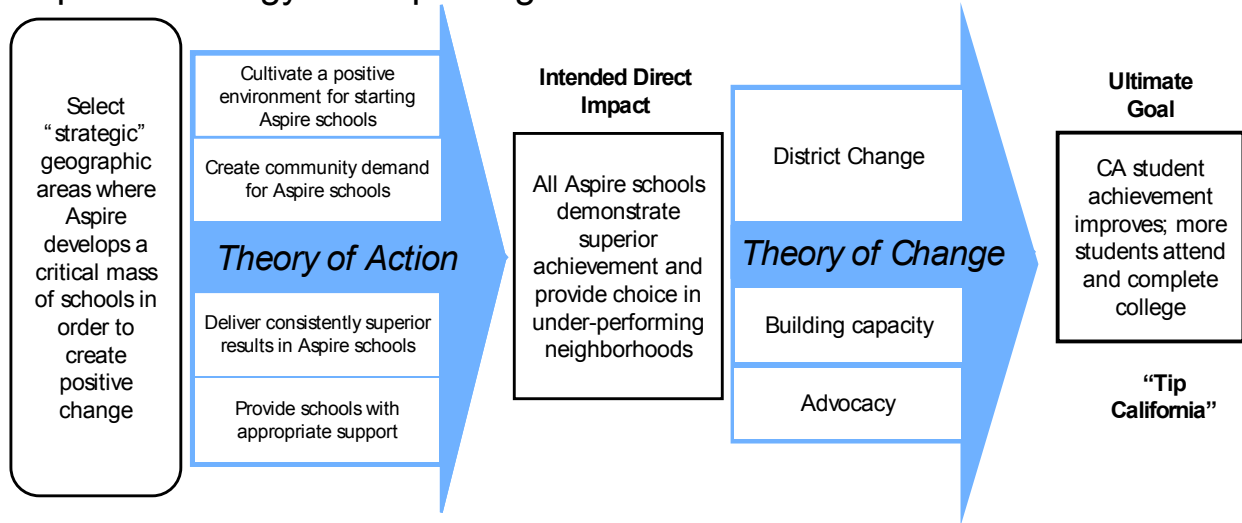 Select
“strategic”
geographic
areas where
Aspire
develops a
critical mass
of schools in
order to
create
positive
change
Cultivate a positive
environment for starting
Aspire schools
Create community demand
for Aspire schools
Theory of Action
Deliver consistently superior
results in Aspire schools
Provide schools with
appropriate support
Intended Direct
Impact
All Aspire schools
demonstrate
superior
achievement and
provide choice in
under-performing
neighborhoods
District Change
Theory of Change
Building capacity
Advocacy
Ultimate
Goal
CA student
achievement
improves; more
students attend
and complete
college
“Tip
California”